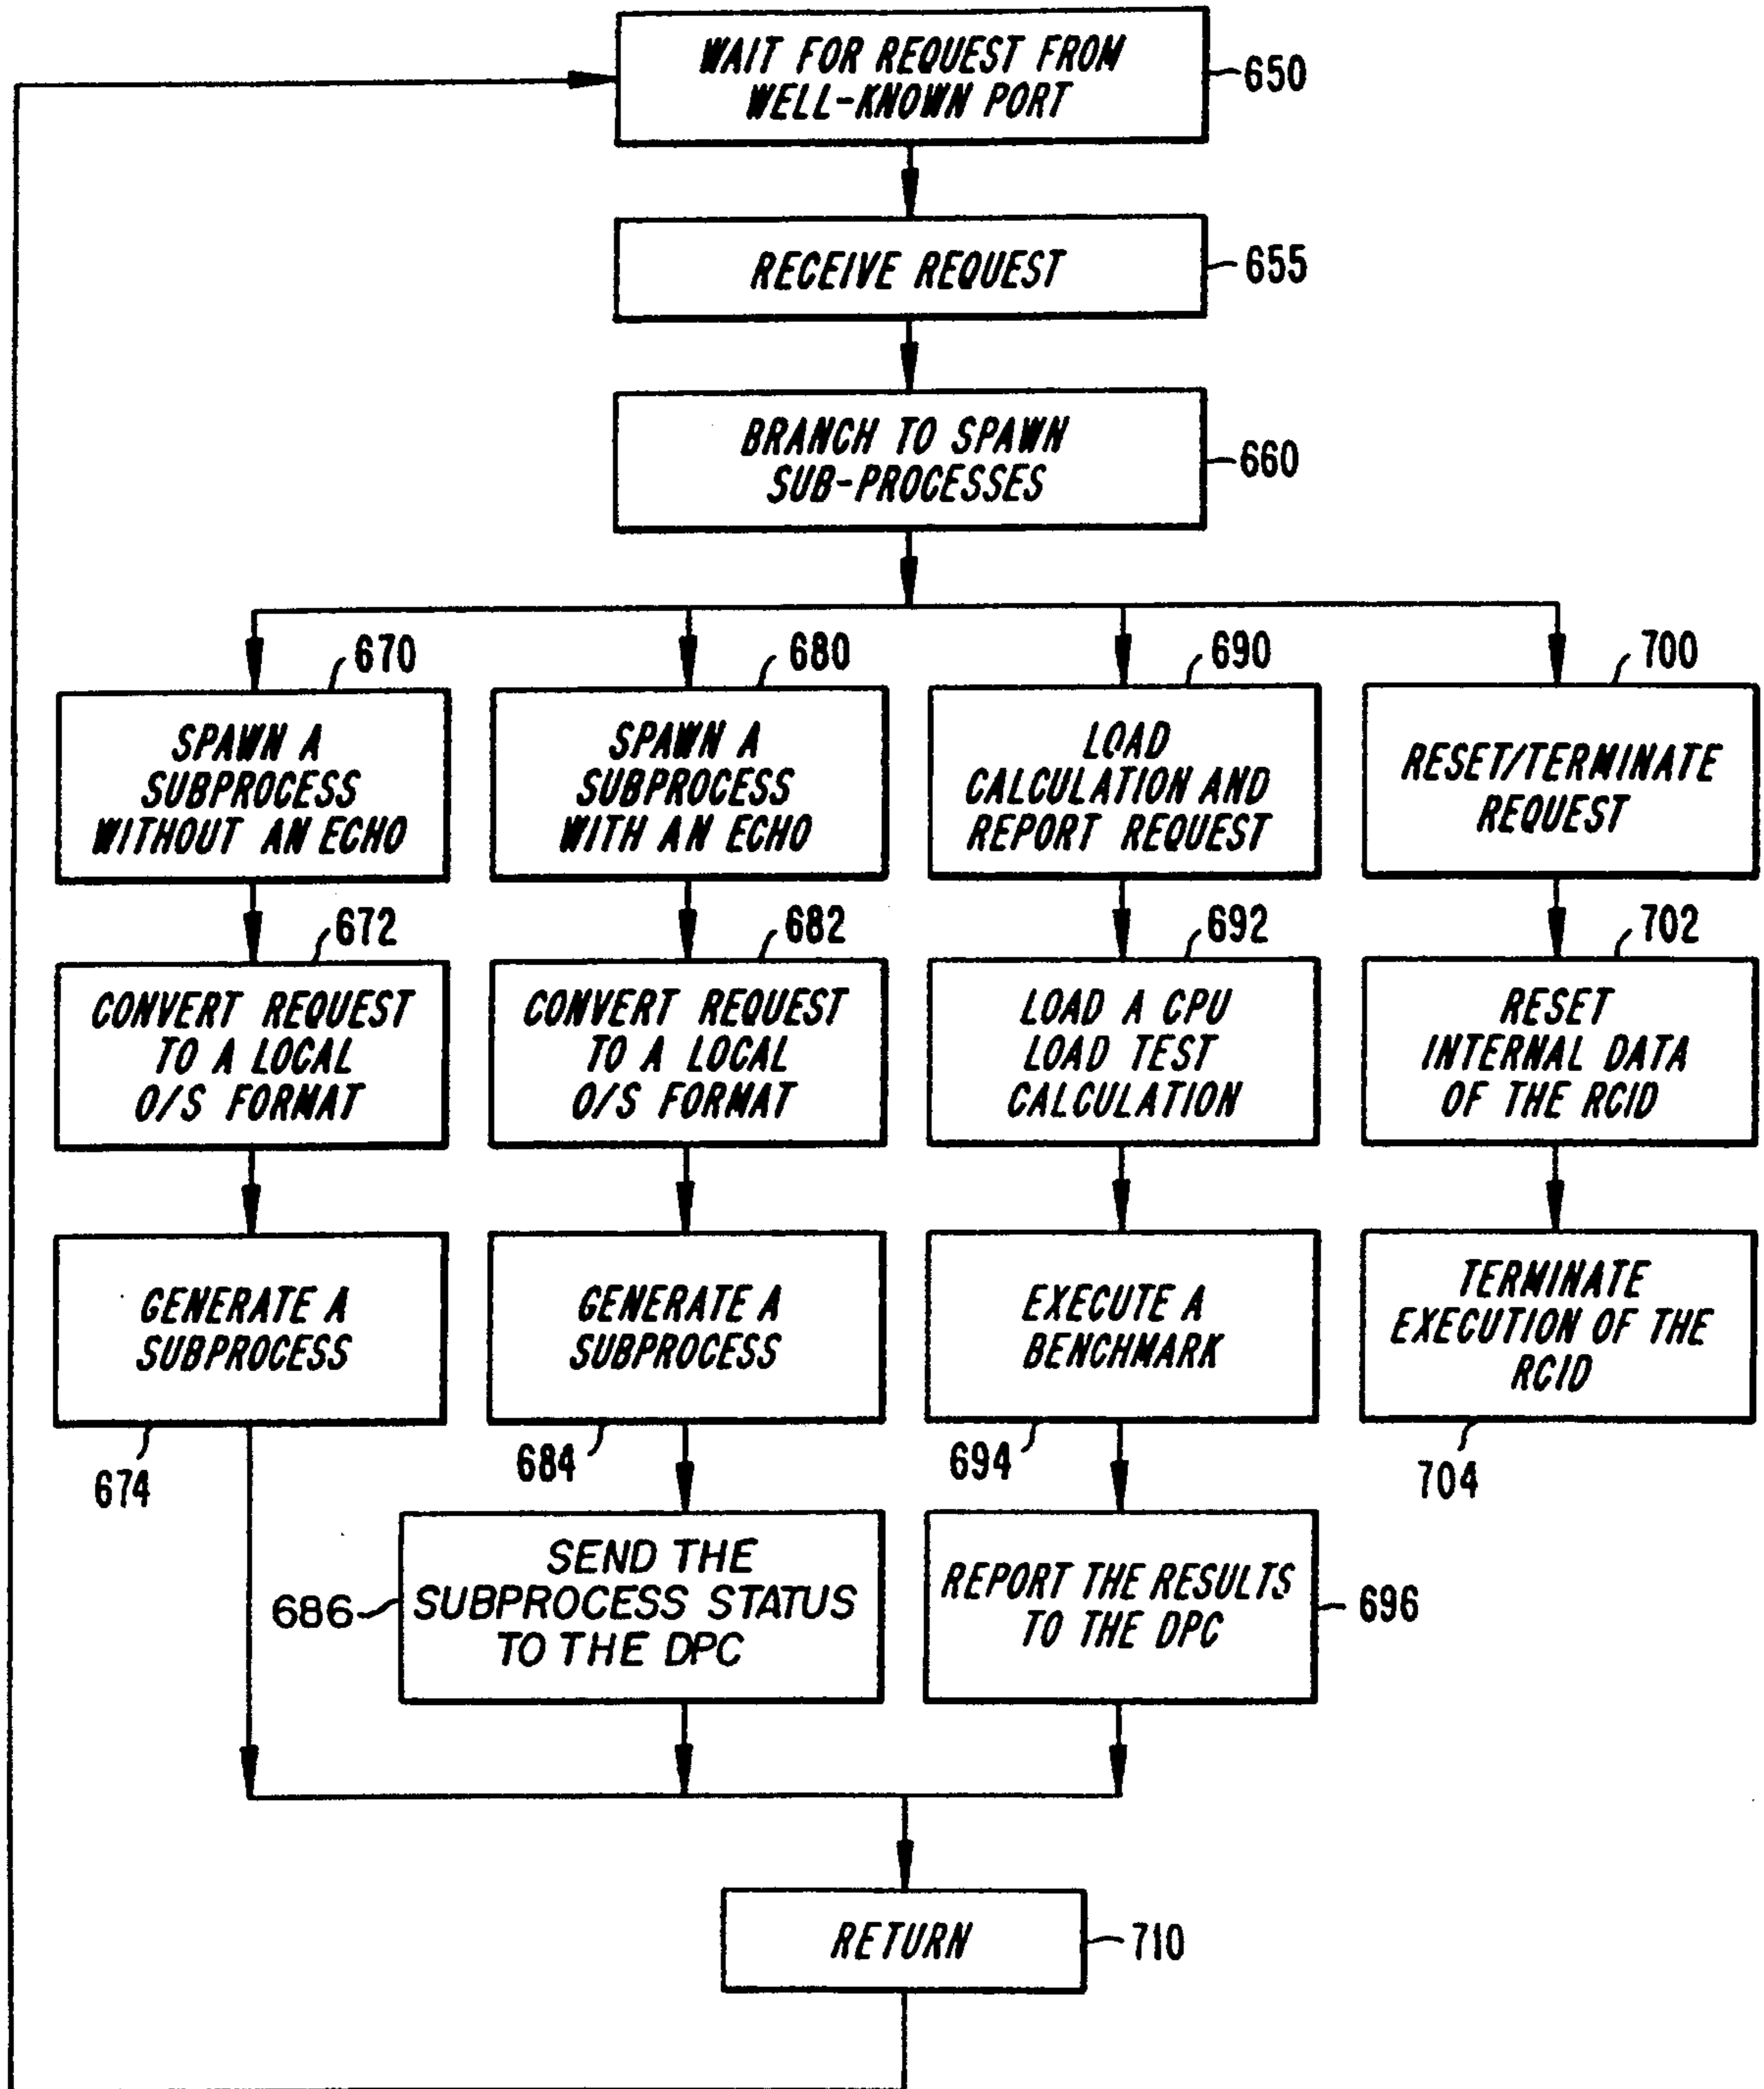 WAIT FOR REQUEST FROM
WELL-KNOWN PORT
650
RECEIVE REQUEST
655
BRANCH TO SPAWN
SUB-PROCESSES
660
670
SPAWN A
SUBPROCESS
WITHOUT AN ECHO
680
SPAWN A
SUBPROCESS
WITH AN ECHO
690
LOAD
CALCULATION AND
REPORT REQUEST
700
RESET/TERMINATE
REQUEST
672
CONVERT REQUEST
TO A LOCAL
O/S FORMAT
682
CONVERT REQUEST
TO A LOCAL
O/S FORMAT
692
LOAD A CPU
LOAD TEST
CALCULATION
702
RESET
INTERNAL DATA
OF THE RCID
GENERATE A
SUBPROCESS
674
GENERATE A
SUBPROCESS
684
EXECUTE A
BENCHMARK
694
TERMINATE
EXECUTION OF THE
RCID
704
686
SEND THE
SUBPROCESS STATUS
TO THE DPC
REPORT THE RESULTS
TO THE DPC
696
RETURN
710